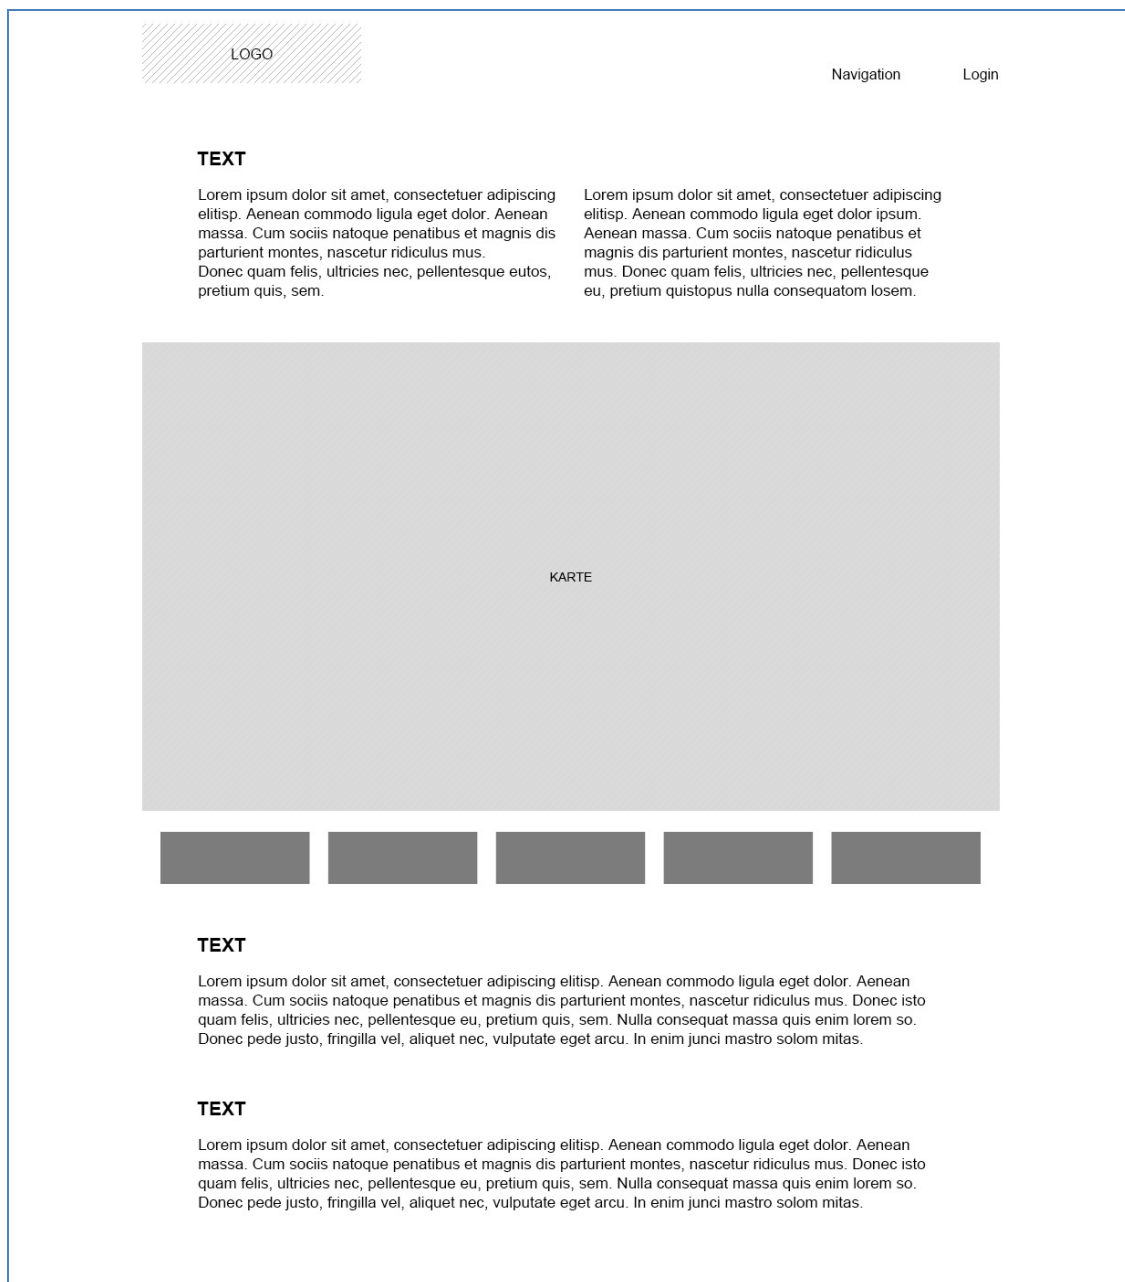 LOGO
Navigation Login
TEXT
Lorem ipsum dolor sit amet, consectetuer adipiscing
elitisp. Aenean commodo ligula eget dolor. Aenean
massa. Cum sociis natoque penatibus et magnis dis
parturient montes, nascetur ridiculus mus.
Donec quam felis, ultricies nec, pellentesque eutos,
pretium quis, sem.
Lorem ipsum dolor sit amet, consectetuer adipiscing
elitisp. Aenean commodo ligula eget dolor ipsum.
Aenean massa. Cum sociis natoque penatibus et
magnis dis parturient montes, nascetur ridiculus
mus. Donec quam felis, ultricies nec, pellentesque
eu, pretium quistopus nulla consequatom losem.
KARTE
TEXT
Lorem ipsum dolor sit amet, consectetuer adipiscing elitisp. Aenean commodo ligula eget dolor. Aenean
massa. Cum sociis natoque penatibus et magnis dis parturient montes, nascetur ridiculus mus. Donec isto
quam felis, ultricies nec, pellentesque eu, pretium quis, sem. Nulla consequat massa quis enim lorem so.
Donec pede justo, fringilla vel, aliquet nec, vulputate eget arcu. In enim junci mastro solom mitas.
TEXT
Lorem ipsum dolor sit amet, consectetuer adipiscing elitisp. Aenean commodo ligula eget dolor. Aenean
massa. Cum sociis natoque penatibus et magnis dis parturient montes, nascetur ridiculus mus. Donec isto
quam felis, ultricies nec, pellentesque eu, pretium quis, sem. Nulla consequat massa quis enim lorem so.
Donec pede justo, fringilla vel, aliquet nec, vulputate eget arcu. In enim junci mastro solom mitas.